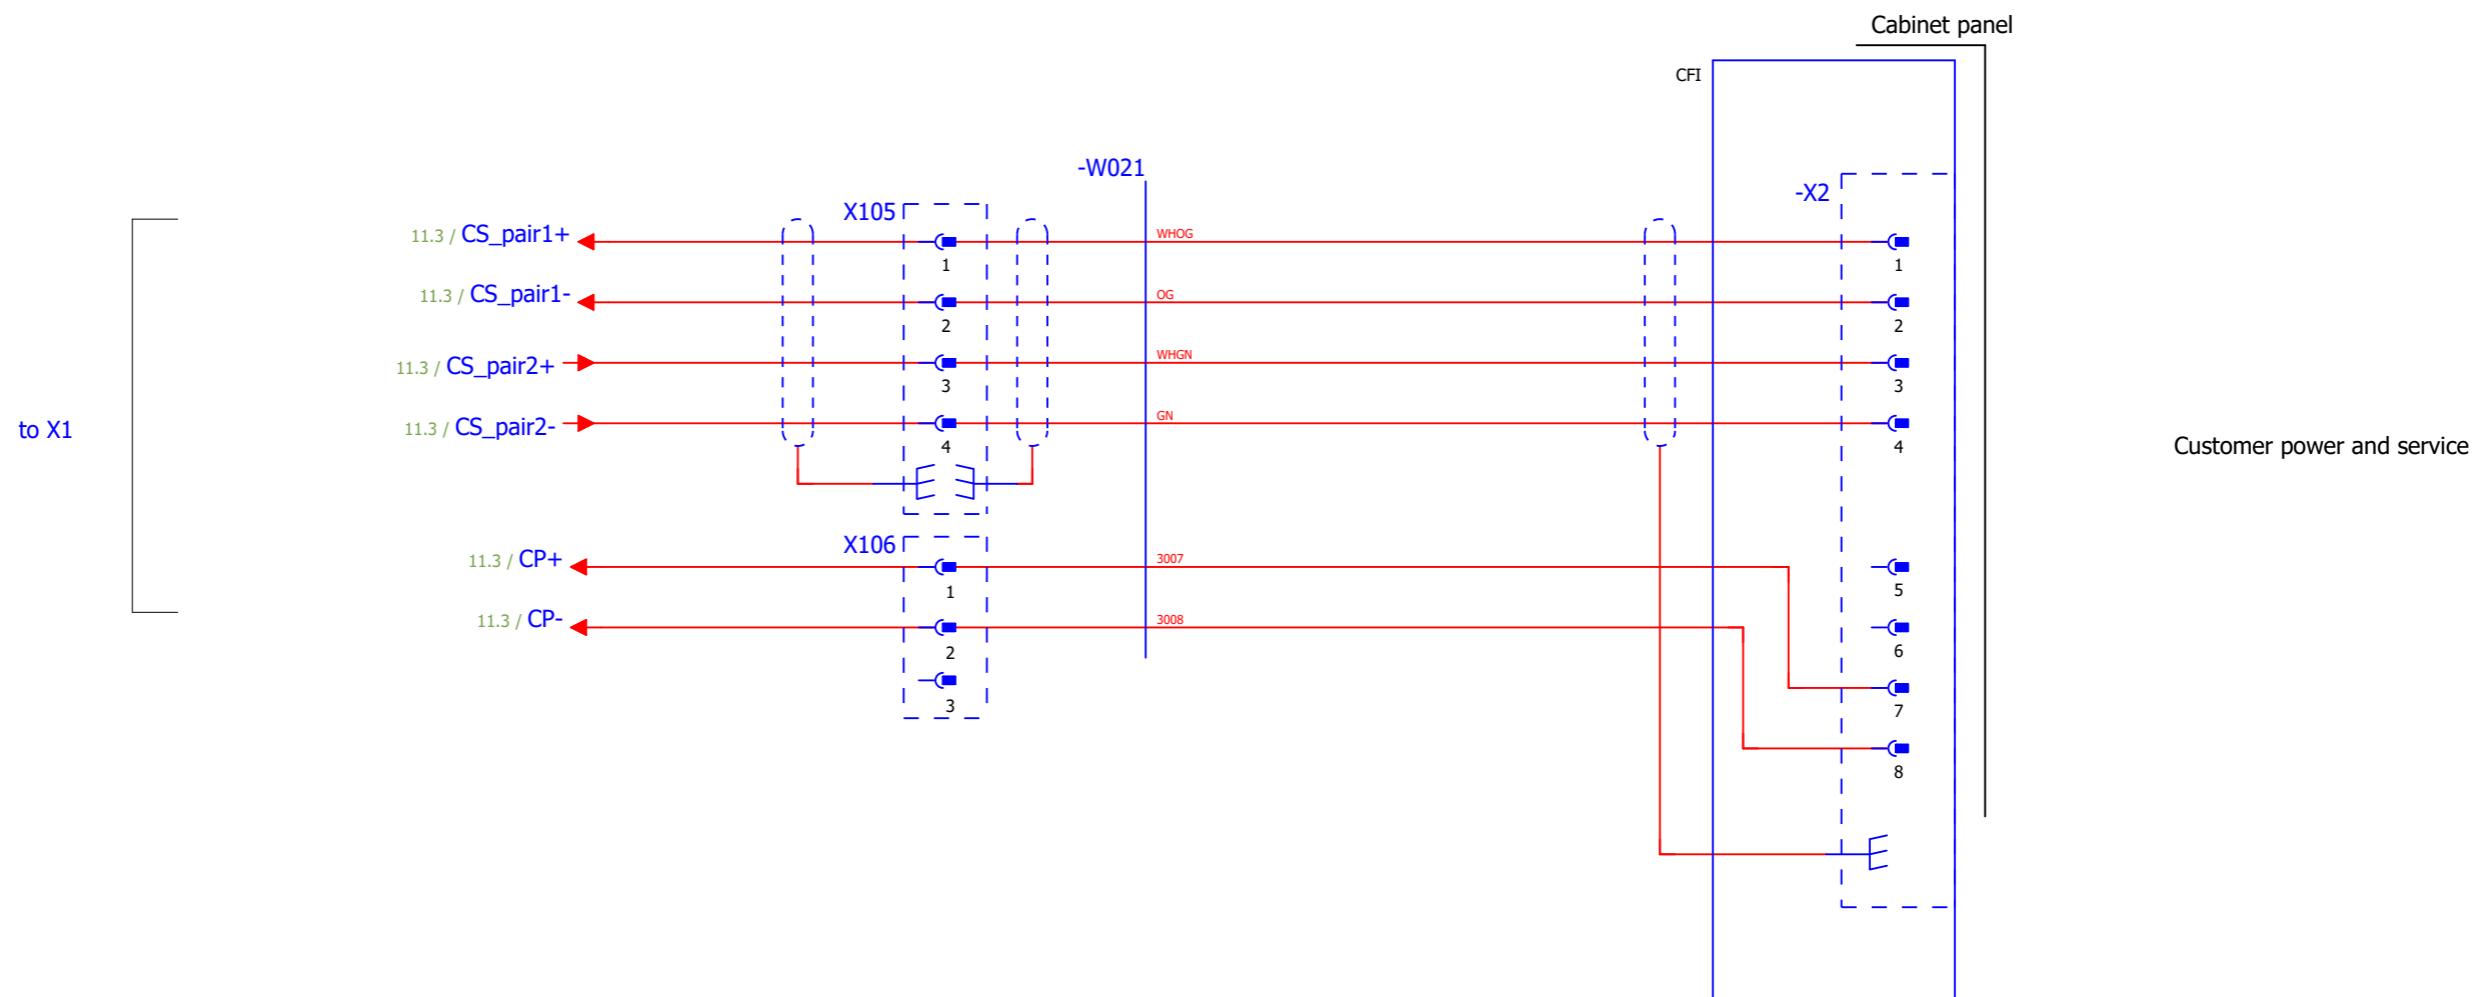 Cabinet panel
CFI
-W021
-X2
X105
11.3 / CS_pair1+
WHOG
1
1
11.3 / CS_pair1-
OG
2
2
11.3 / CS_pair2+
WHGN
3
3
11.3 / CS_pair2-
GN
4
4
to X1
Customer power and service
X106
11.3 / CP+
3007
1
5
11.3 / CP-
3008
2
6
3
7
8